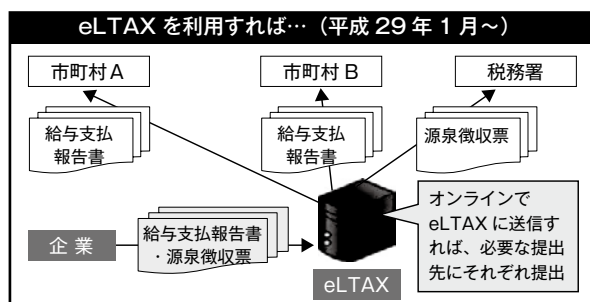 eLTAX を利用すれば…（平成 29 年 1 月～）
市町村 A
市町村 B
税務署
給与支払
報告書
給与支払
報告書
源泉徴収票
企 業
給与支払報告書
・源泉徴収票
eLTAX
オンラインで
eLTAX に送信す
れば、必要な提出
先にそれぞれ提出